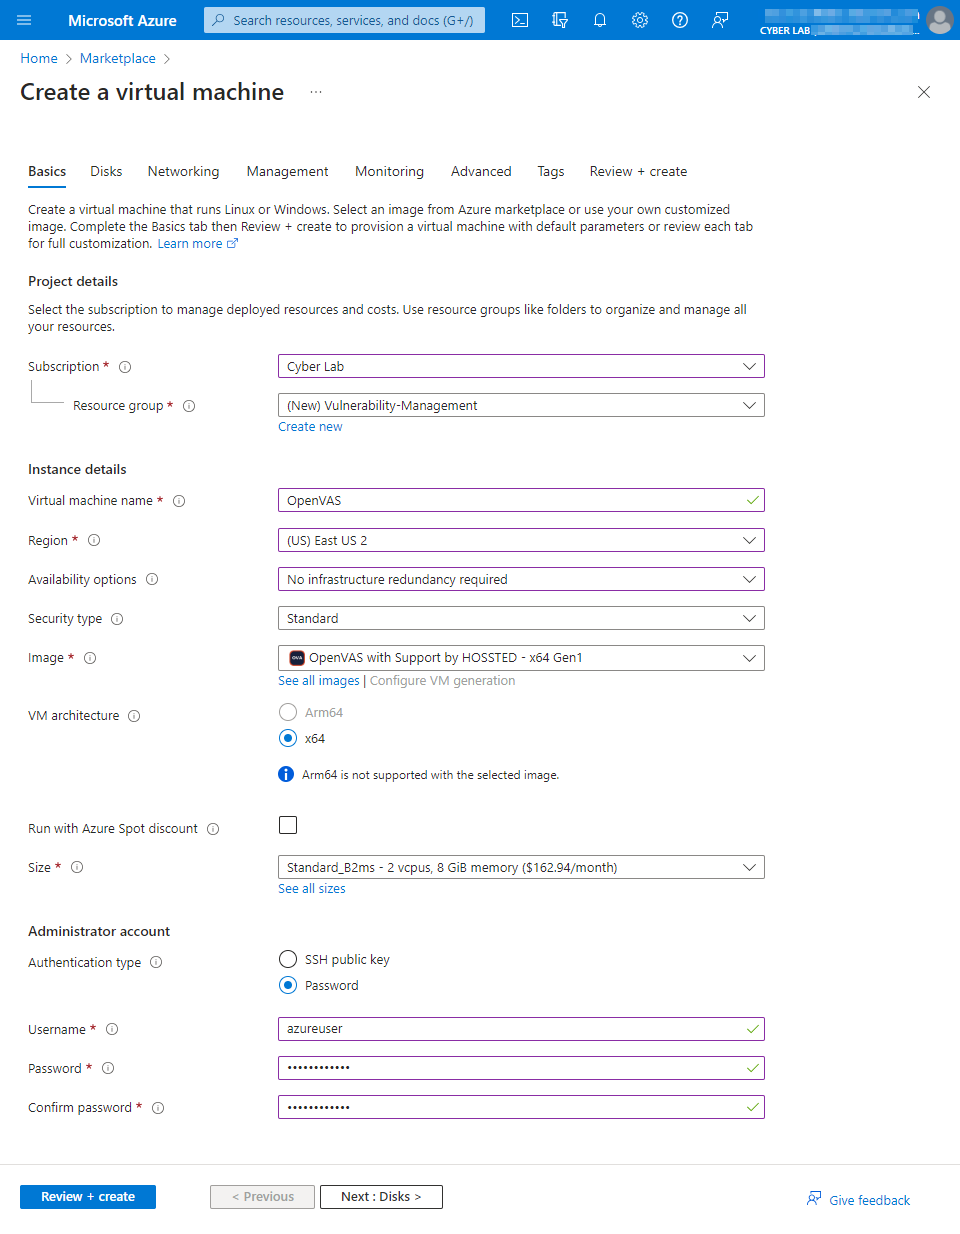 Microsoft Azure
Search resources, services, and docs (G+/)
CYBER LAB
Home > Marketplace >
Create a virtual machine ...
Basics Disks Networking Management Monitoring Advanced Tags Review + create
Create a virtual machine that runs Linux or Windows. Select an image from Azure marketplace or use your own customized
image. Complete the Basics tab then Review + create to provision a virtual machine with default parameters or review each tab
for full customization. Learn more
Project details
Select the subscription to manage deployed resources and costs. Use resource groups like folders to organize and manage all
your resources.
Subscription * Cyber Lab
Resource group * (New) Vulnerability-Management
Create new
Instance details
Virtual machine name * OpenVAS
Region * (US) East US 2
Availability options No infrastructure redundancy required
Security type Standard
Image * OVA OpenVAS with Support by HOSSTED - x64 Gen1
See all images | Configure VM generation
VM architecture Arm64
x64
Arm64 is not supported with the selected image.
Run with Azure Spot discount
Size * Standard_B2ms - 2 vcpus, 8 GiB memory ($162.94/month)
See all sizes
Administrator account
Authentication type SSH public key
Password
Username * azureuser
Password * ••••••••••••
Confirm password * ••••••••••••
Review + create < Previous Next : Disks > Give feedback